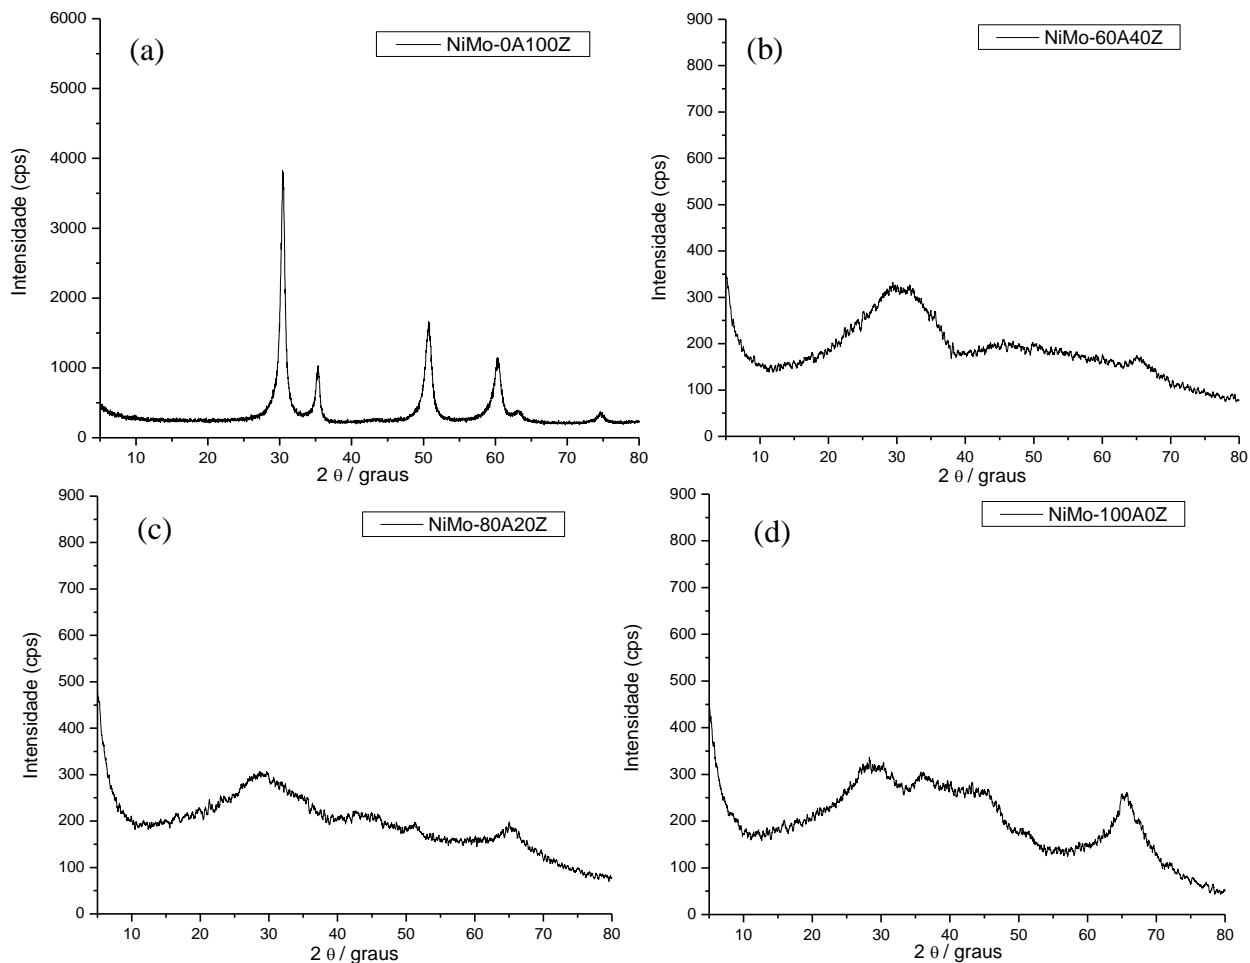 (a)
NiMo-0A100Z
6000
5000
4000
3000
2000
1000
0
Intensidade (cps)
10 20 30 40 50 60 70 80
2 θ / graus
(b)
NiMo-60A40Z
900
800
700
600
500
400
300
200
100
0
Intensidade (cps)
10 20 30 40 50 60 70 80
2 θ / graus
(c)
NiMo-80A20Z
900
800
700
600
500
400
300
200
100
0
Intensidade (cps)
10 20 30 40 50 60 70 80
2 θ / graus
(d)
NiMo-100A0Z
900
800
700
600
500
400
300
200
100
0
Intensidade (cps)
10 20 30 40 50 60 70 80
2 θ / graus